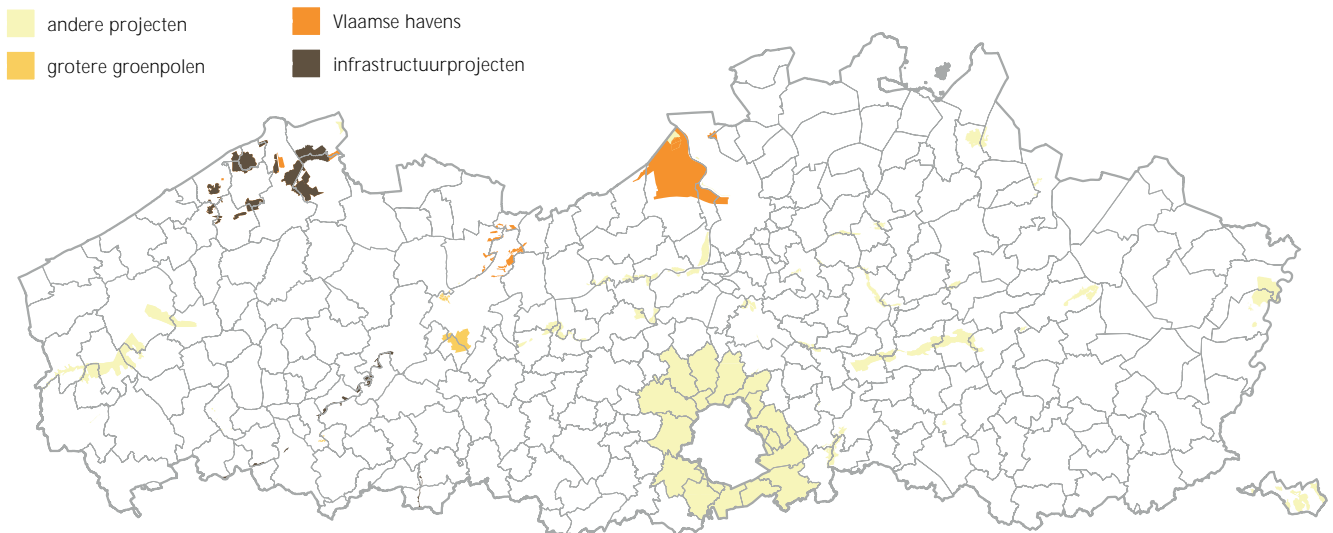 andere projecten
grotere groenpolen
Vlaamse havens
infrastructuurprojecten